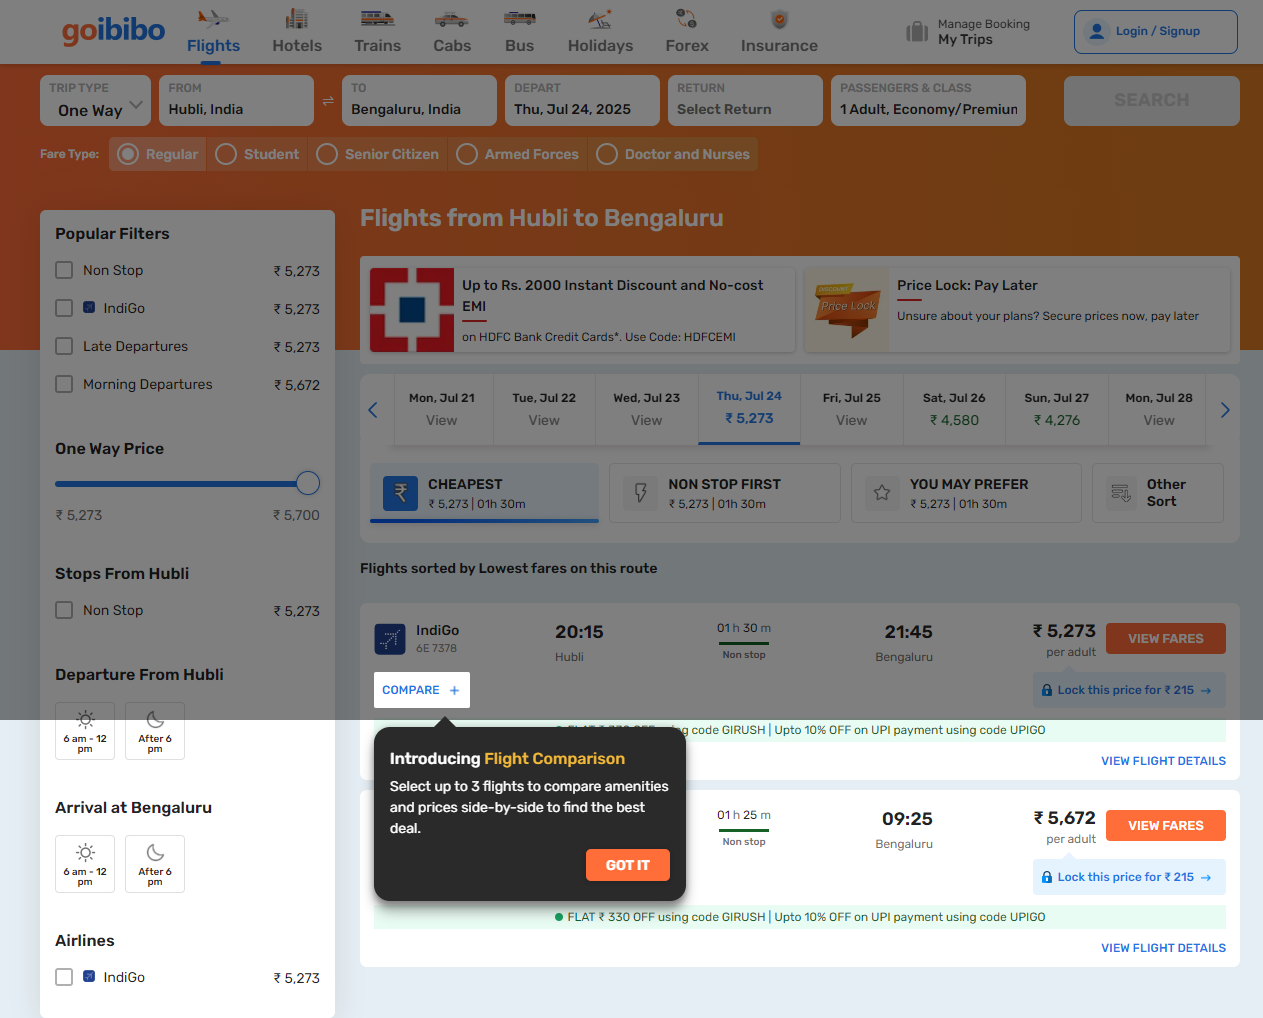 goibibo
Flights
Hotels
Trains
Cabs
Bus
Holidays
Forex
Insurance
Manage Booking
My Trips
Login / Signup
TRIP TYPE
One Way
FROM
Hubli, India
TO
Bengaluru, India
DEPART
Thu, Jul 24, 2025
RETURN
Select Return
PASSENGERS & CLASS
1 Adult, Economy/Premiun
SEARCH
Fare Type:
Regular
Student
Senior Citizen
Armed Forces
Doctor and Nurses
Popular Filters
Non Stop ₹ 5,273
IndiGo ₹ 5,273
Late Departures ₹ 5,273
Morning Departures ₹ 5,672
One Way Price
₹ 5,273 ₹ 5,700
Stops From Hubli
Non Stop ₹ 5,273
Departure From Hubli
6 am - 12
pm
After 6
pm
Arrival at Bengaluru
6 am - 12
pm
After 6
pm
Airlines
IndiGo ₹ 5,273
Flights from Hubli to Bengaluru
Up to Rs. 2000 Instant Discount and No-cost
EMI
on HDFC Bank Credit Cards*. Use Code: HDFCEMI
DISCOUNT
Price Lock
Price Lock: Pay Later
Unsure about your plans? Secure prices now, pay later
Mon, Jul 21
View
Tue, Jul 22
View
Wed, Jul 23
View
Thu, Jul 24
₹ 5,273
Fri, Jul 25
View
Sat, Jul 26
₹ 4,580
Sun, Jul 27
₹ 4,276
Mon, Jul 28
View
CHEAPEST
₹ 5,273 | 01h 30m
NON STOP FIRST
₹ 5,273 | 01h 30m
YOU MAY PREFER
₹ 5,273 | 01h 30m
Other
Sort
Flights sorted by Lowest fares on this route
IndiGo
6E 7378
20:15
Hubli
01 h 30 m
Non stop
21:45
Bengaluru
₹ 5,273
per adult
VIEW FARES
COMPARE +
Lock this price for ₹ 215 →
using code GIRUSH | Upto 10% OFF on UPI payment using code UPIGO
VIEW FLIGHT DETAILS
Introducing Flight Comparison
Select up to 3 flights to compare amenities
and prices side-by-side to find the best
deal.
GOT IT
01 h 25 m
Non stop
09:25
Bengaluru
₹ 5,672
per adult
VIEW FARES
Lock this price for ₹ 215 →
FLAT ₹ 330 OFF using code GIRUSH | Upto 10% OFF on UPI payment using code UPIGO
VIEW FLIGHT DETAILS